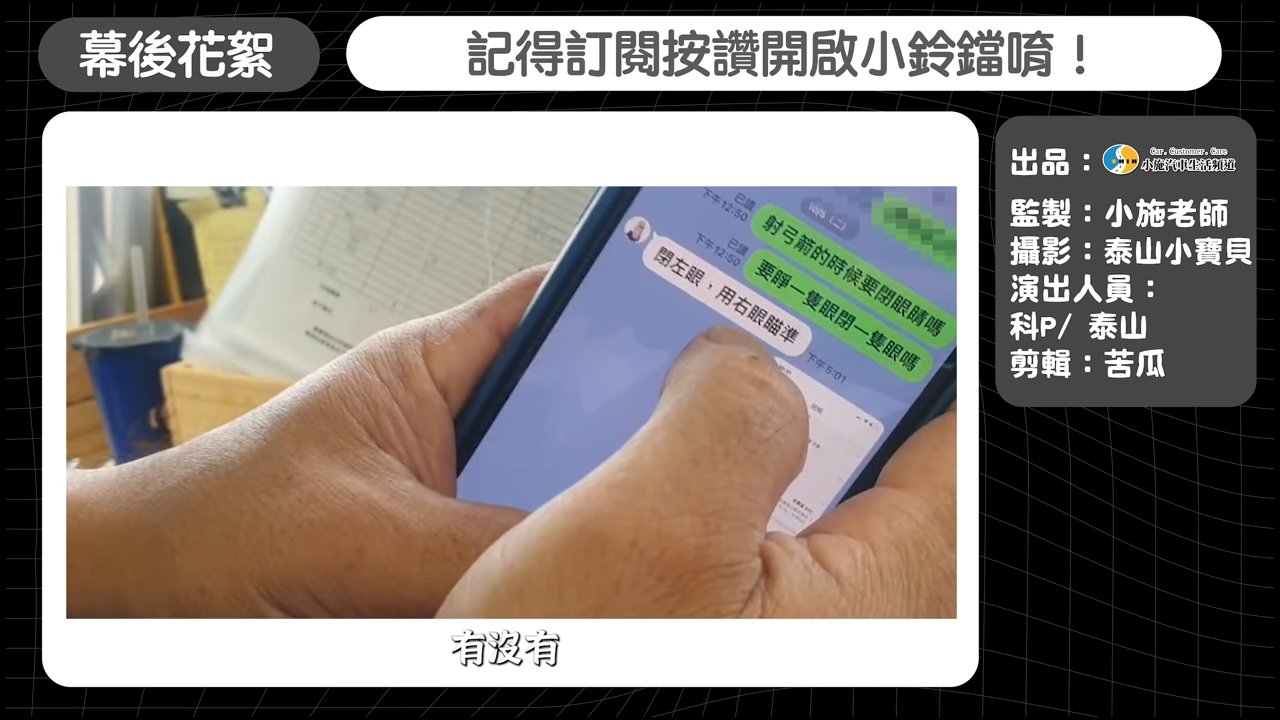 幕後花絮
記得訂閱按讚開啟小鈴鐺唷！
出品：
Car . Customer . Care
SHIH
小施汽車生活頻道
監製：小施老師
攝影：泰山小寶貝
演出人員：
科P/ 泰山
剪輯：苦瓜
10/8（二）
已讀
下午12:50
射弓箭的時候要閉眼睛嗎
已讀
下午12:50
要睜一隻眼閉一隻眼嗎
閉左眼，用右眼瞄準
下午5:01
有沒有